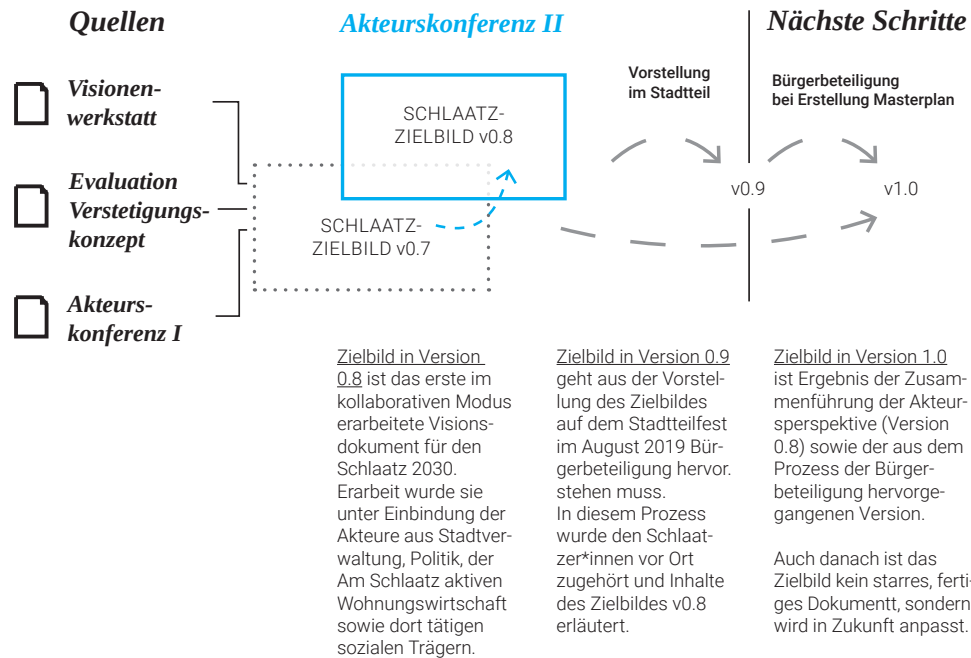 Quellen
Akteurskonferenz II
Nächste Schritte
Visionen-
werkstatt
Evaluation
Verstetigungs-
konzept
Akteurs-
konferenz I
SCHLAATZ-
ZIELBILD v0.8
SCHLAATZ-
ZIELBILD v0.7
Vorstellung
im Stadtteil
Bürgerbeteiligung
bei Erstellung Masterplan
v0.9
v1.0
Zielbild in Version
0.8 ist das erste im
kollaborativen Modus
erarbeitete Visions-
dokument für den
Schlaatz 2030.
Erarbeit wurde sie
unter Einbindung der
Akteure aus Stadtver-
waltung, Politik, der
Am Schlaatz aktiven
Wohnungswirtschaft
sowie dort tätigen
sozialen Trägern.
Zielbild in Version 0.9
geht aus der Vorstel-
lung des Zielbildes
auf dem Stadtteilfest
im August 2019 Bür-
gerbeteiligung hervor.
stehen muss.
In diesem Prozess
wurde den Schlaat-
zer*innen vor Ort
zugehört und Inhalte
des Zielbildes v0.8
erläutert.
Zielbild in Version 1.0
ist Ergebnis der Zusam-
menführung der Akteur-
sperspektive (Version
0.8) sowie der aus dem
Prozess der Bürger-
beteiligung hervorge-
gangenen Version.
Auch danach ist das
Zielbild kein starres, ferti-
ges Dokumentt, sondern
wird in Zukunft anpasst.